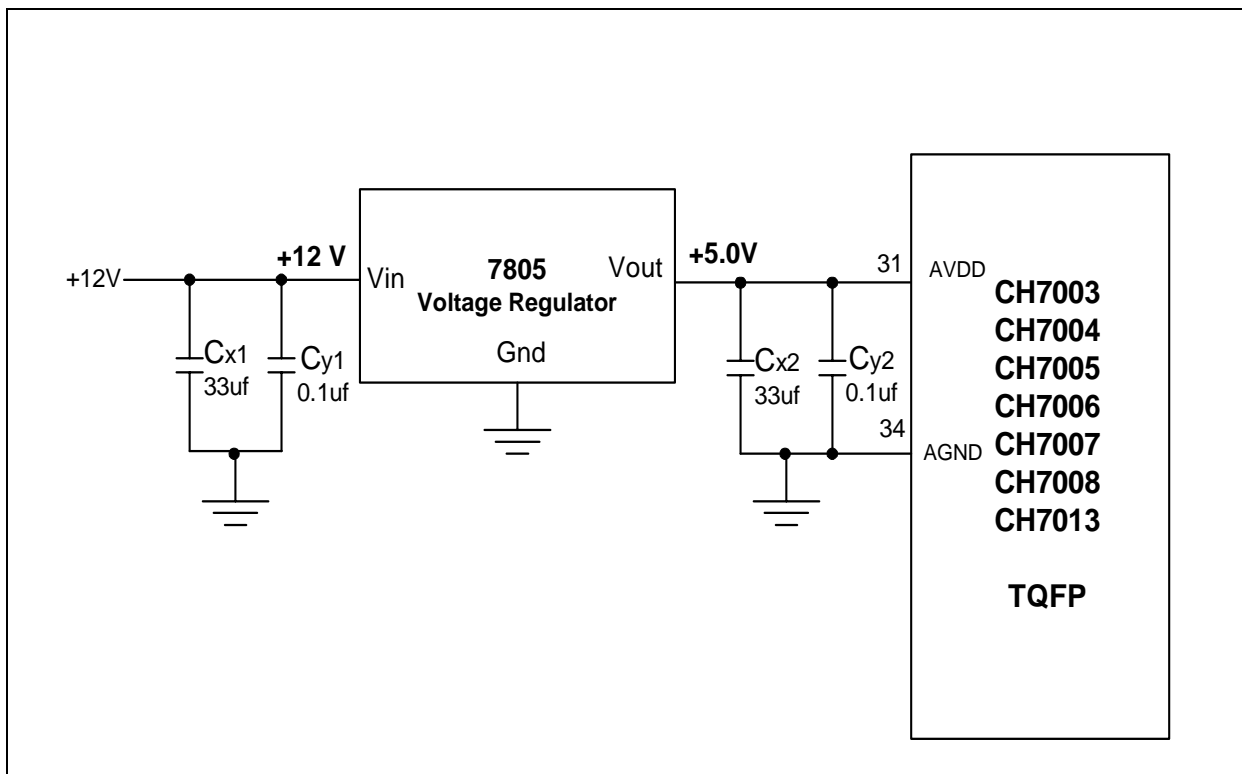 +12V
+12 V
Vin
7805
Voltage Regulator
Vout
Gnd
Cx1
33uf
Cy1
0.1uf
+5.0V
Cx2
33uf
Cy2
0.1uf
31
AVDD
34
AGND
CH7003
CH7004
CH7005
CH7006
CH7007
CH7008
CH7013
TQFP